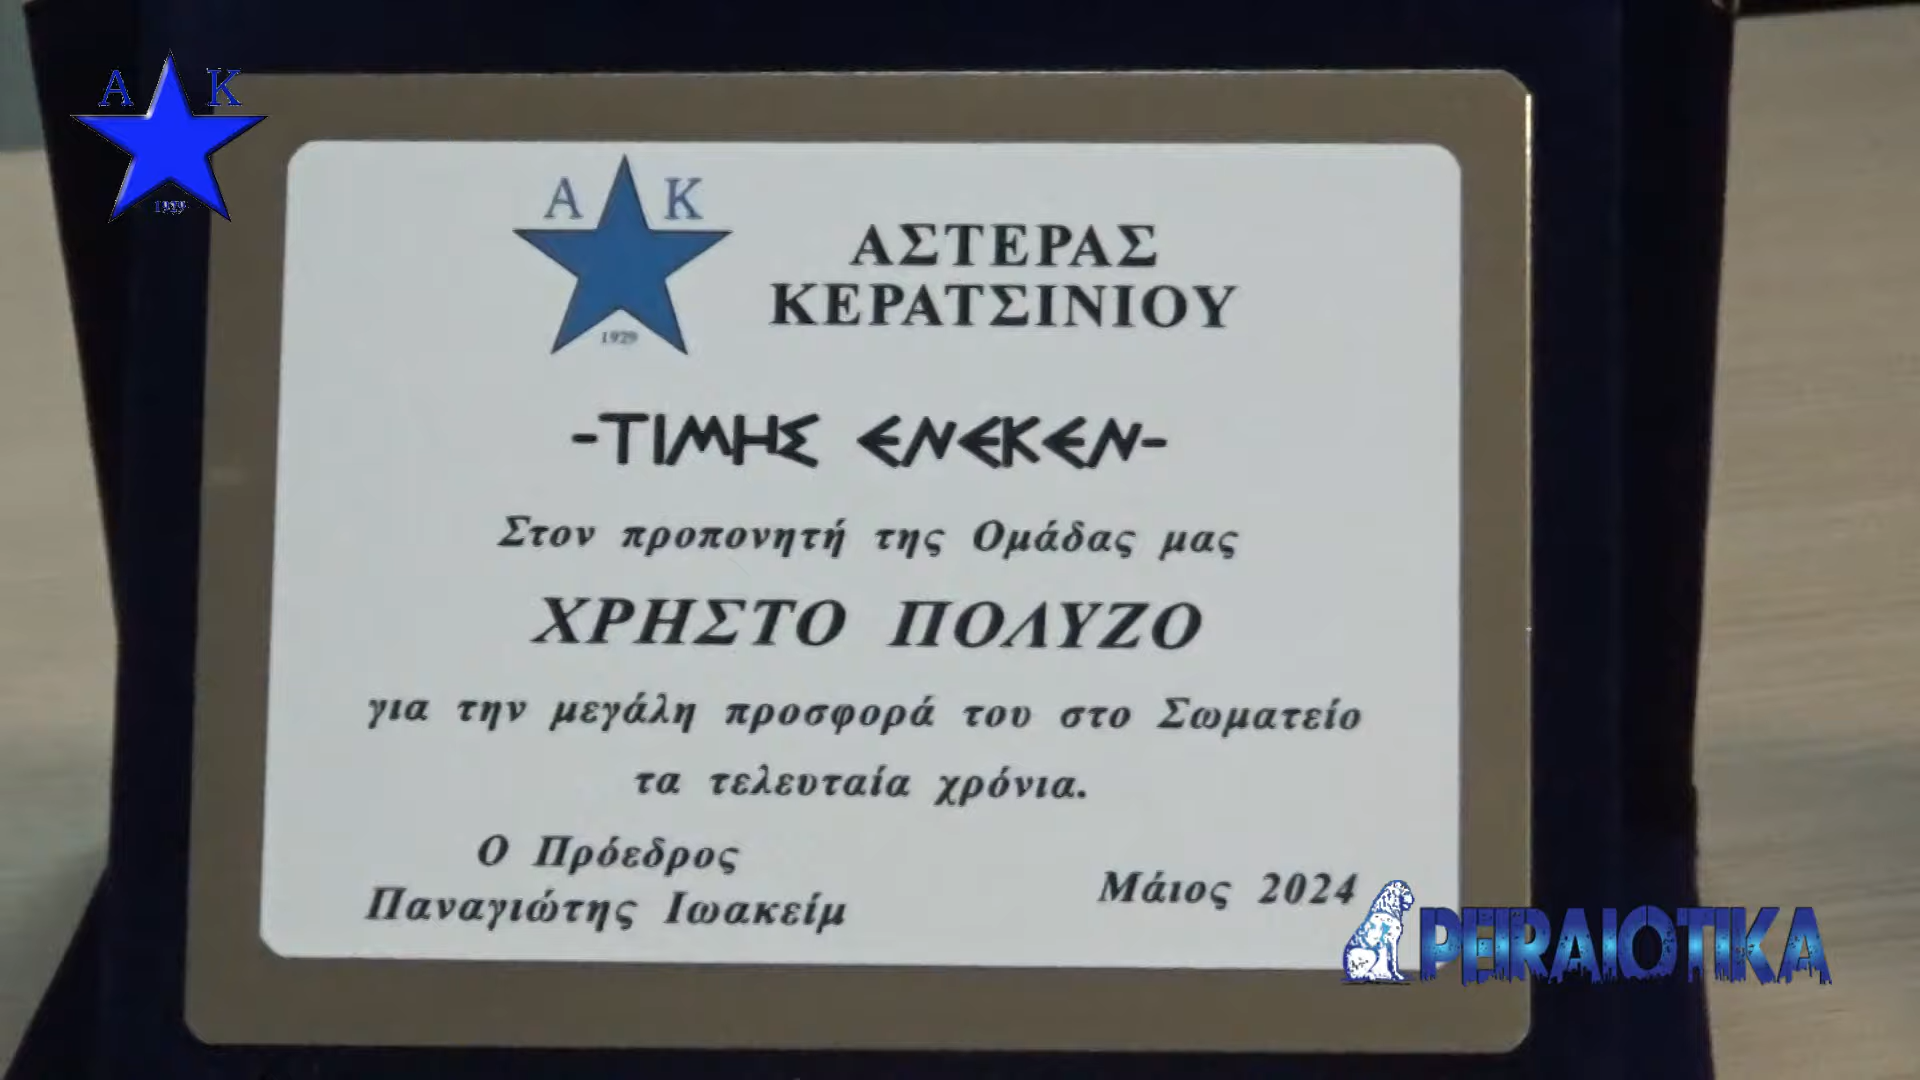 Α Κ
1929
Α Κ
1929
ΑΣΤΕΡΑΣ
ΚΕΡΑΤΣΙΝΙΟΥ
-ΤΙΜΗΣ ΕΝΕΚΕΝ-
Στον προπονητή της Ομάδας μας
ΧΡΗΣΤΟ ΠΟΛΥΖΟ
για την μεγάλη προσφορά του στο Σωματείο
τα τελευταία χρόνια.
Ο Πρόεδρος
Παναγιώτης Ιωακείμ
Μάιος 2024
PEIRAIOTIKA